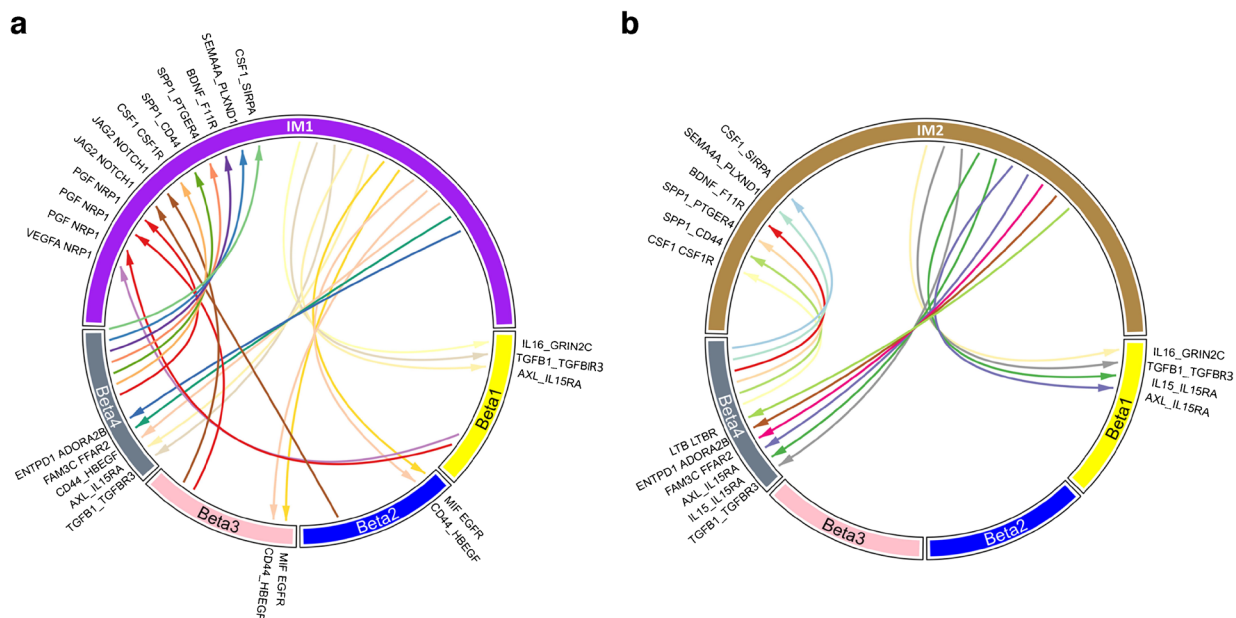 a
CSF1_SIRPA
SEMA4A_PLXND1
BDNF_F11R
SPP1_PTGER4
SPP1_CD44
CSF1 CSF1R
JAG2 NOTCH1
JAG2 NOTCH1
PGF NRP1
PGF NRP1
PGF NRP1
VEGFA NRP1
IM1
IL16_GRIN2C
TGFB1_TGFBIR3
AXL_IL15RA
Beta1
Beta4
ENTPD1 ADORA2B
FAM3C FFAR2
CD44_HBEGF
AXL_IL15RA
TGFB1_TGFBR3
Beta3
Beta2
MIF EGFR
CD44_HBEGF
MIF EGFR
CD44_HBEGF
b
CSF1_SIRPA
SEMA4A_PLXND1
BDNF_F11R
SPP1_PTGER4
SPP1_CD44
CSF1 CSF1R
IM2
IL16_GRIN2C
TGFB1_TGFBR3
IL15_IL15RA
AXL_IL15RA
Beta1
Beta4
LTB LTBR
ENTPD1 ADORA2B
FAM3C FFAR2
AXL_IL15RA
IL15_IL15RA
TGFB1_TGFBR3
Beta3
Beta2